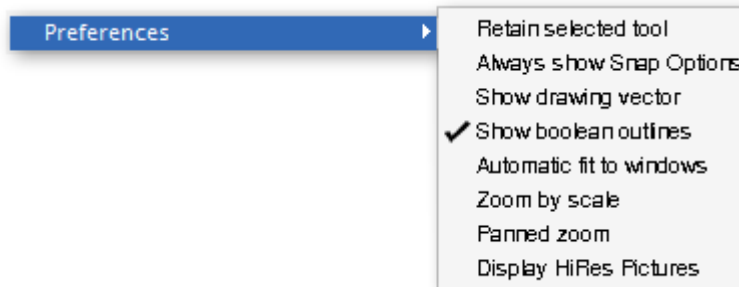 Preferences
Retain selected tool
Always show Snap Options
Show drawing vector
Show boolean outlines
Automatic fit to windows
Zoom by scale
Panned zoom
Display HiRes Pictures